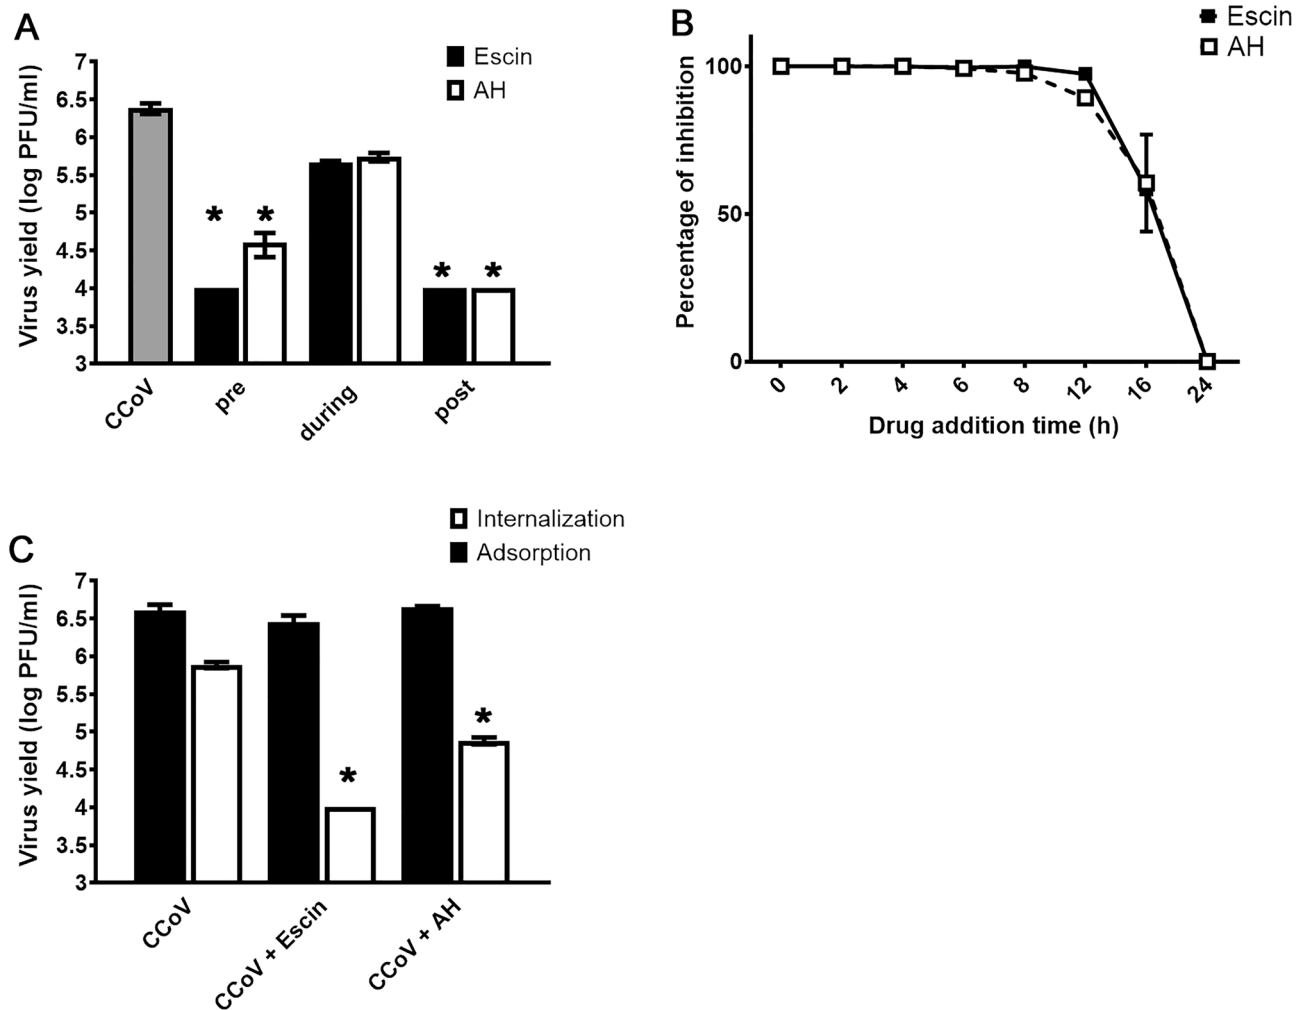 A
Escin
AH
Virus yield (log PFU/ml)
7
6.5
6
5.5
5
4.5
4
3.5
3
* * * *
CCoV pre during post
B
Escin
AH
Percentage of inhibition
100
50
0
0 2 4 6 8 12 16 24
Drug addition time (h)
C
Internalization
Adsorption
Virus yield (log PFU/ml)
7
6.5
6
5.5
5
4.5
4
3.5
3
* *
CCoV CCoV + Escin CCoV + AH